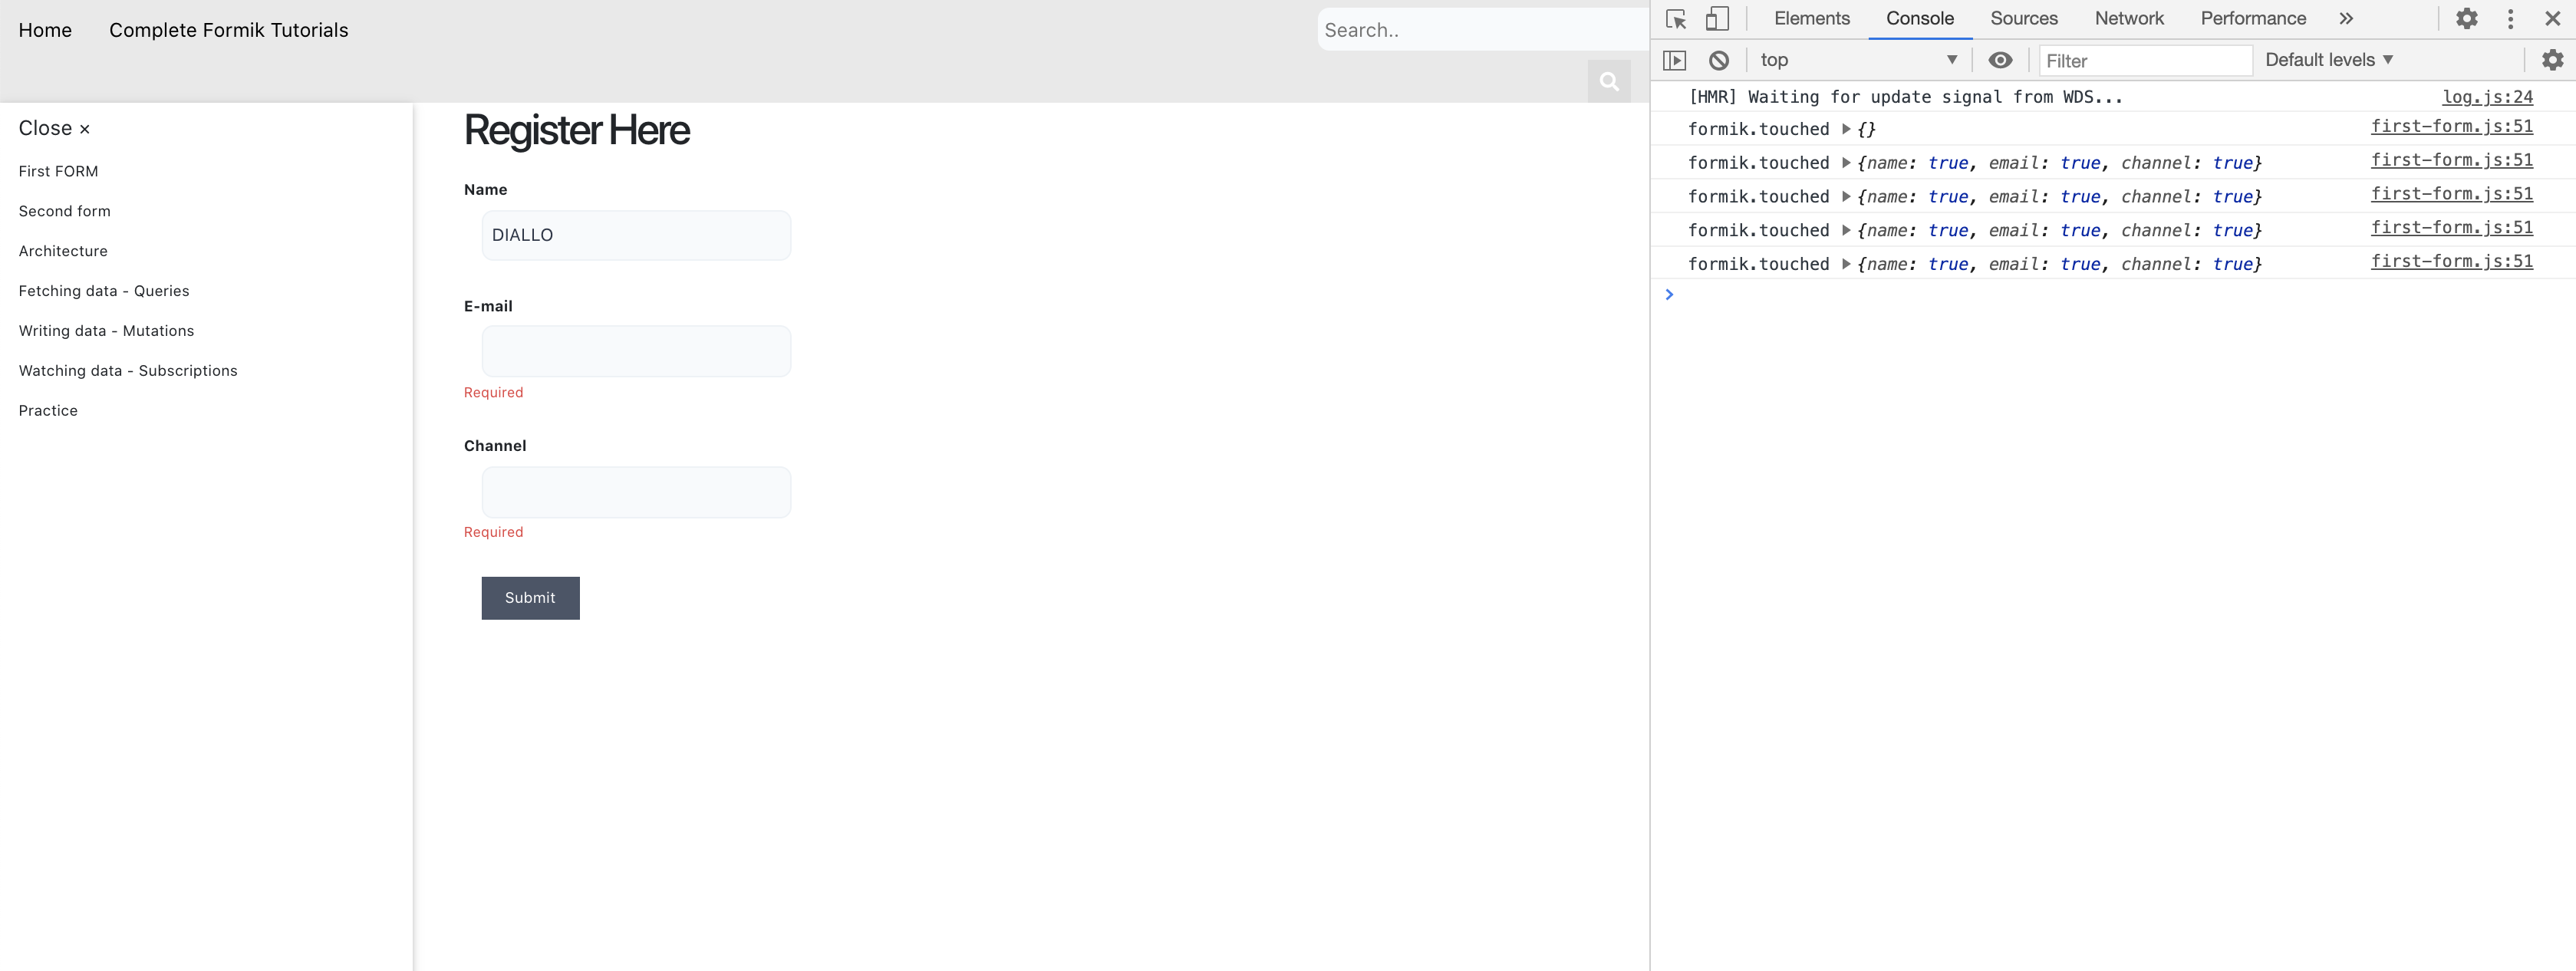 Home Complete Formik Tutorials Search..
Close ×
First FORM
Second form
Architecture
Fetching data - Queries
Writing data - Mutations
Watching data - Subscriptions
Practice
Register Here
Name
DIALLO
E-mail
Required
Channel
Required
Submit
Elements Console Sources Network Performance »
top ▼ Filter Default levels ▼
[HMR] Waiting for update signal from WDS... log.js:24
formik.touched ▶ {} first-form.js:51
formik.touched ▶ {name: true, email: true, channel: true} first-form.js:51
formik.touched ▶ {name: true, email: true, channel: true} first-form.js:51
formik.touched ▶ {name: true, email: true, channel: true} first-form.js:51
formik.touched ▶ {name: true, email: true, channel: true} first-form.js:51